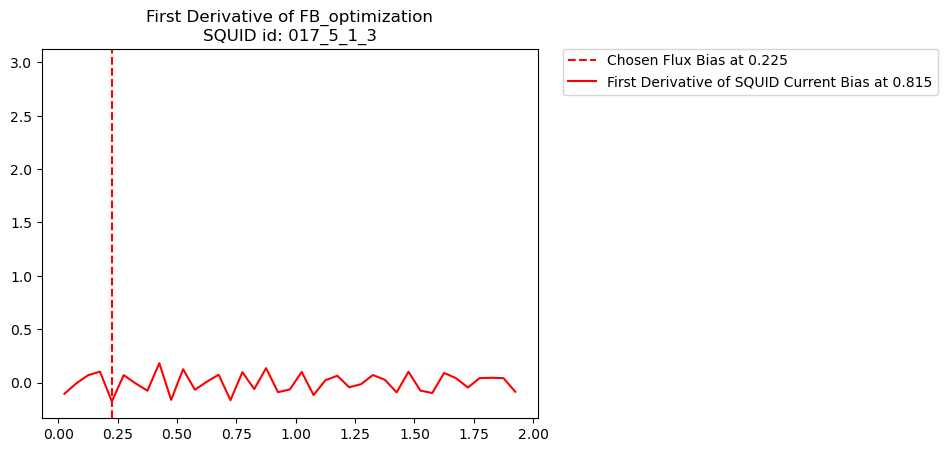 First Derivative of FB_optimization
SQUID id: 017_5_1_3
Chosen Flux Bias at 0.225
First Derivative of SQUID Current Bias at 0.815
3.0
2.5
2.0
1.5
1.0
0.5
0.0
0.00 0.25 0.50 0.75 1.00 1.25 1.50 1.75 2.00